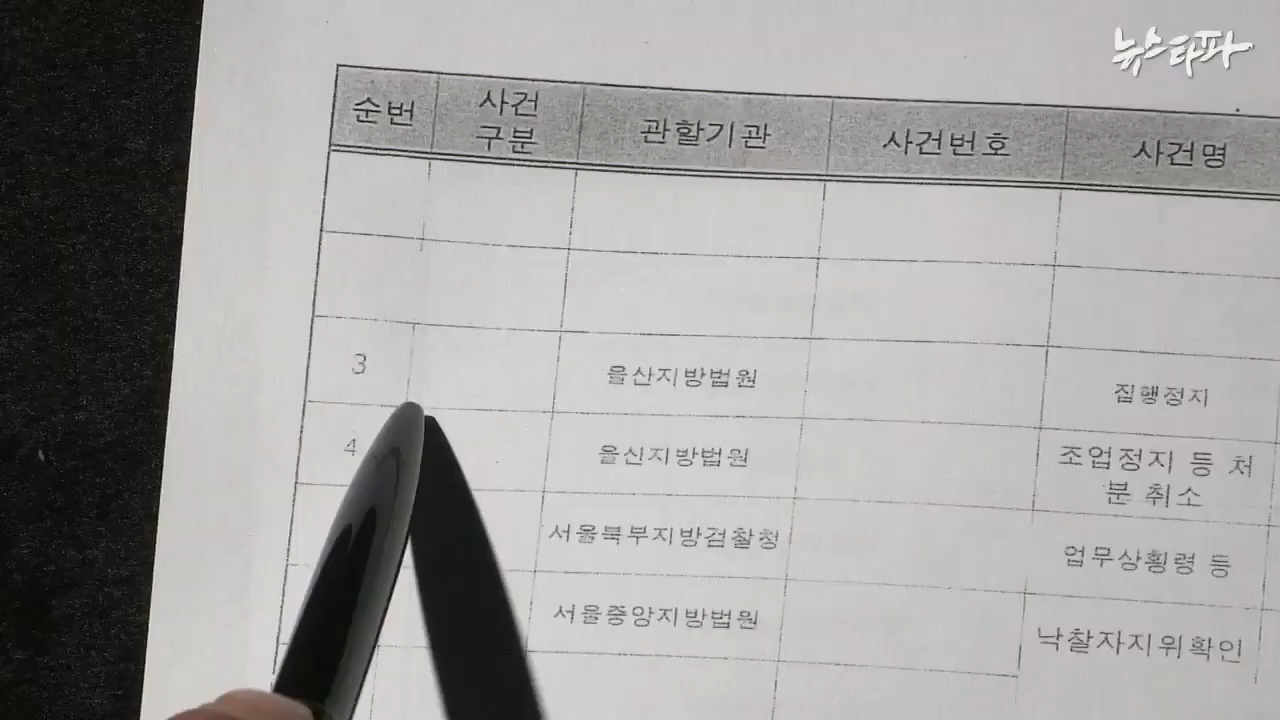 뉴스타파
순번 사건 구분 관할기관 사건번호 사건명
3 울산지방법원 집행정지
4 울산지방법원 조업정지 등 처
분 취소
서울북부지방검찰청 업무상횡령 등
서울중앙지방법원 낙찰자지위확인